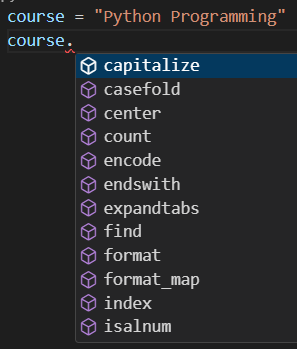 course = "Python Programming"
course.
capitalize
casefold
center
count
encode
endswith
expandtabs
find
format
format_map
index
isalnum